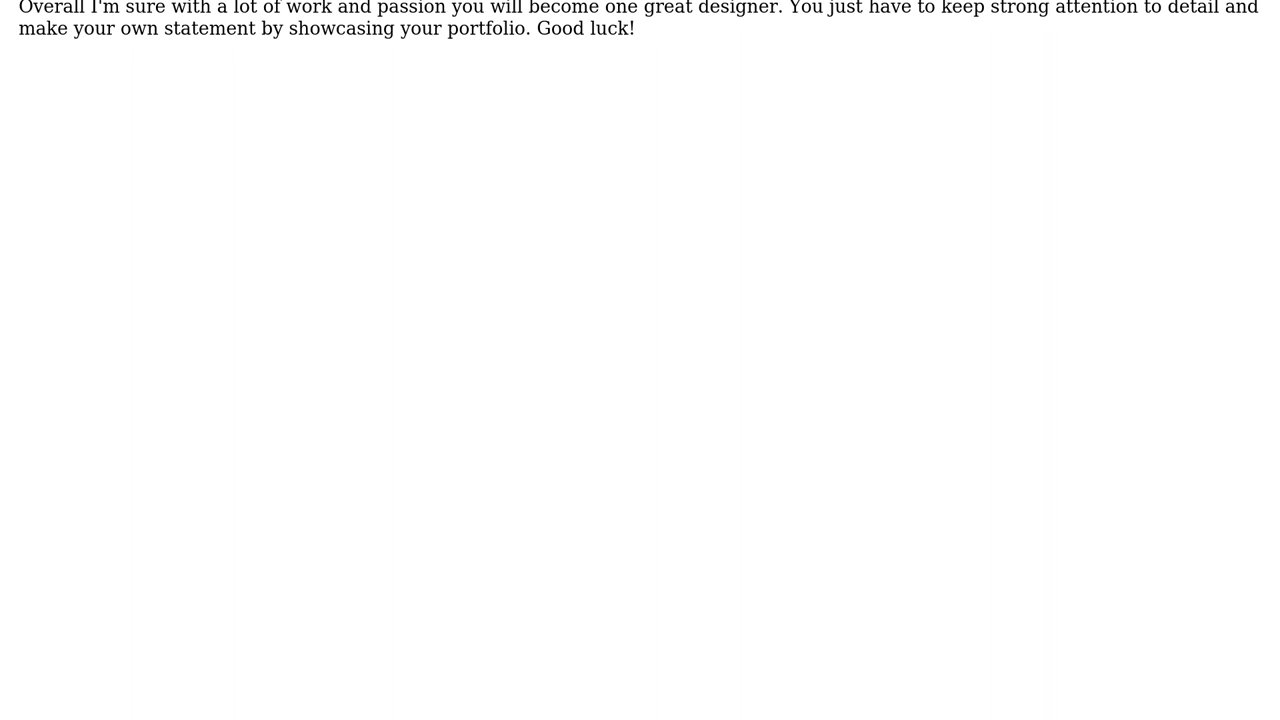 Overall I'm sure with a lot of work and passion you will become one great designer. You just have to keep strong attention to detail and
make your own statement by showcasing your portfolio. Good luck!